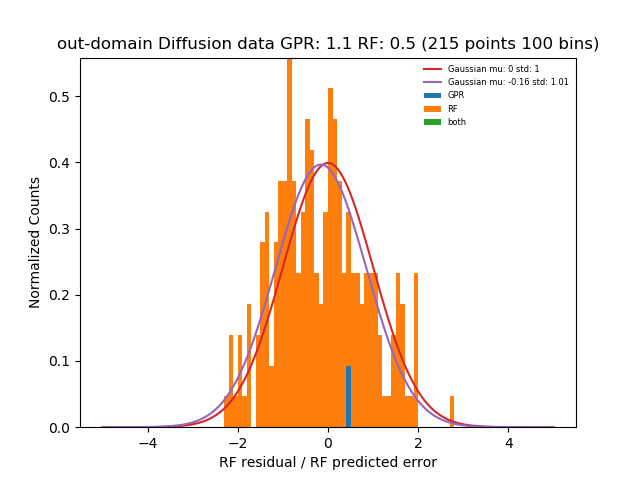 out-domain Diffusion data GPR: 1.1 RF: 0.5 (215 points 100 bins)
Gaussian mu: 0 std: 1
Gaussian mu: -0.16 std: 1.01
GPR
RF
both
Normalized Counts
0.5
0.4
0.3
0.2
0.1
0.0
−4 −2 0 2 4
RF residual / RF predicted error